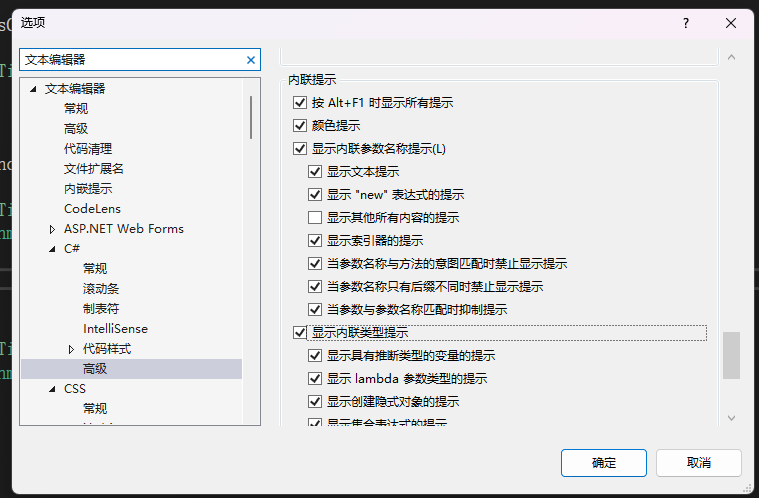 选项
文本编辑器
文本编辑器
常规
高级
代码清理
文件扩展名
内嵌提示
CodeLens
ASP.NET Web Forms
C#
常规
滚动条
制表符
IntelliSense
代码样式
高级
CSS
常规
内联提示
按 Alt+F1 时显示所有提示
颜色提示
显示内联参数名称提示(L)
显示文本提示
显示 "new" 表达式的提示
显示其他所有内容的提示
显示索引器的提示
当参数名称与方法的意图匹配时禁止显示提示
当参数名称只有后缀不同时禁止显示提示
当参数与参数名称匹配时抑制提示
显示内联类型提示
显示具有推断类型的变量的提示
显示 lambda 参数类型的提示
显示创建隐式对象的提示
显示集合表达式的提示
确定
取消